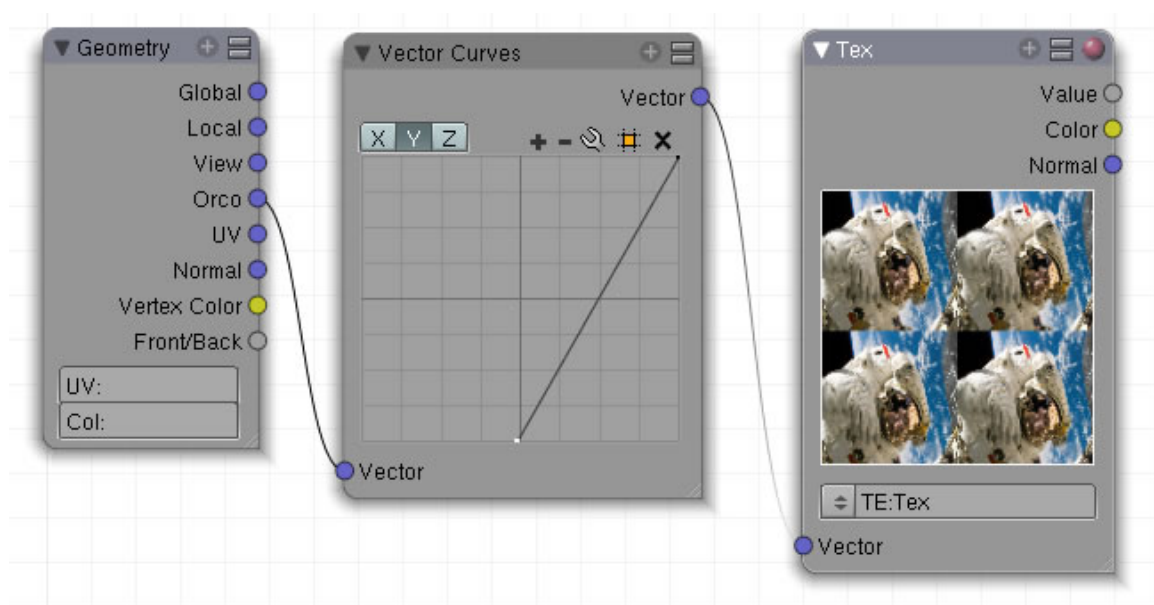 Geometry
Global
Local
View
Orco
UV
Normal
Vertex Color
Front/Back
UV:
Col:
Vector Curves
Vector
X Y Z
Vector
Tex
Value
Color
Normal
TE:Tex
Vector